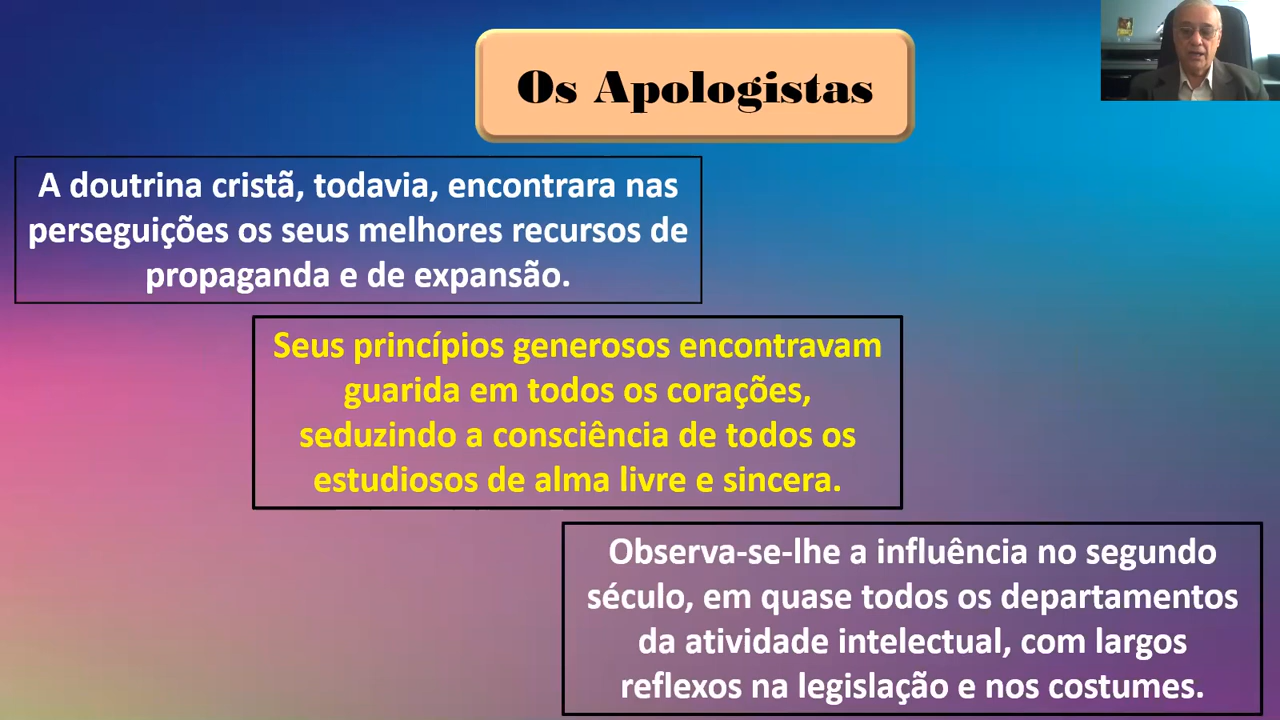 Os Apologistas
A doutrina cristã, todavia, encontrara nas
perseguições os seus melhores recursos de
propaganda e de expansão.
Seus princípios generosos encontravam
guarida em todos os corações,
seduzindo a consciência de todos os
estudiosos de alma livre e sincera.
Observa-se-lhe a influência no segundo
século, em quase todos os departamentos
da atividade intelectual, com largos
reflexos na legislação e nos costumes.